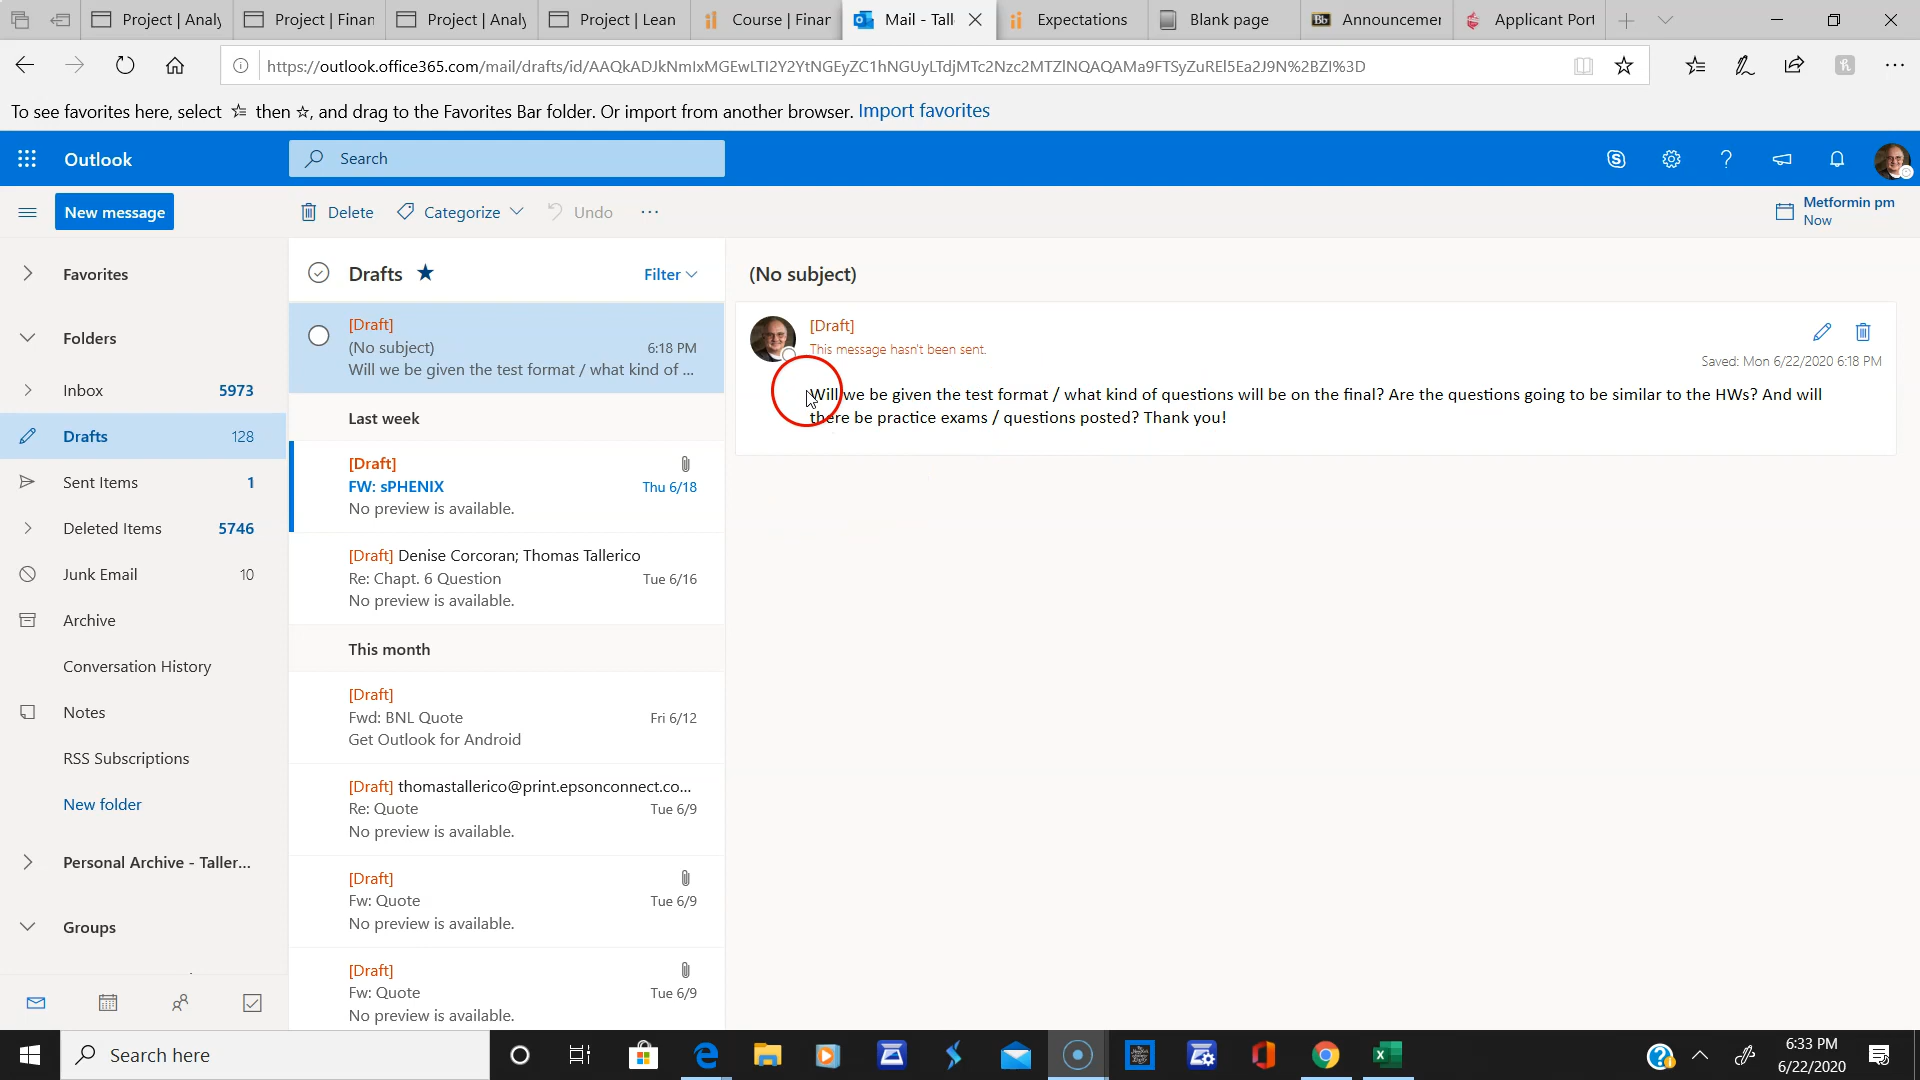 Project | Analy
Project | Finan
Project | Analy
Project | Lean
Course | Finan
Mail - Tall
Expectations
Blank page
Announcemen
Applicant Port
https://outlook.office365.com/mail/drafts/id/
To see favorites here, select then ☆, and drag to the Favorites Bar folder. Or import from another browser. Import favorites
Outlook
Search
New message
Delete
Categorize
Undo
Metformin pm
Now
Favorites
Folders
Inbox 5973
Drafts 128
Sent Items 1
Deleted Items 5746
Junk Email 10
Archive
Conversation History
Notes
RSS Subscriptions
New folder
Personal Archive - Taller...
Groups
Drafts ★ Filter
[Draft]
(No subject) 6:18 PM
Will we be given the test format / what kind of ...
Last week
[Draft]
FW: sPHENIX Thu 6/18
No preview is available.
[Draft] Denise Corcoran; Thomas Tallerico
Re: Chapt. 6 Question Tue 6/16
No preview is available.
This month
[Draft]
Fwd: BNL Quote Fri 6/12
Get Outlook for Android
[Draft] thomastallerico@print.epsonconnect.co...
Re: Quote Tue 6/9
No preview is available.
[Draft]
Fw: Quote Tue 6/9
No preview is available.
[Draft]
Fw: Quote Tue 6/9
No preview is available.
(No subject)
[Draft]
This message hasn't been sent.
Saved: Mon 6/22/2020 6:18 PM
Will we be given the test format / what kind of questions will be on the final? Are the questions going to be similar to the HWs? And will
there be practice exams / questions posted? Thank you!
Search here
6:33 PM
6/22/2020